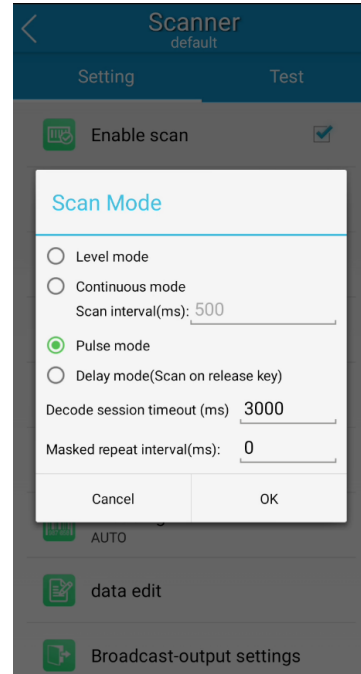 Scanner
default
Setting
Test
Enable scan
Scan Mode
Level mode
Continuous mode
Scan interval(ms): 500
Pulse mode
Delay mode(Scan on release key)
Decode session timeout (ms) 3000
Masked repeat interval(ms): 0
Cancel
OK
AUTO
data edit
Broadcast-output settings